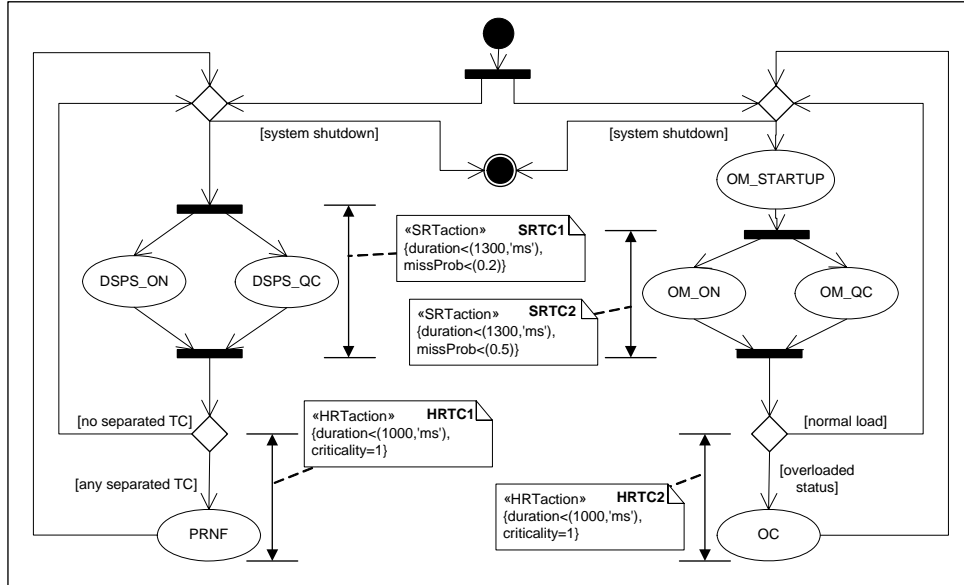 [system shutdown]
[system shutdown]
OM_STARTUP
«SRTaction» SRTC1
{duration<(1300,'ms'),
missProb<(0.2)}
DSPS_ON
DSPS_QC
OM_ON
OM_QC
«SRTaction» SRTC2
{duration<(1300,'ms'),
missProb<(0.5)}
[no separated TC]
«HRTaction» HRTC1
{duration<(1000,'ms'),
criticality=1}
[normal load]
[any separated TC]
[overloaded
status]
«HRTaction» HRTC2
{duration<(1000,'ms'),
criticality=1}
PRNF
OC